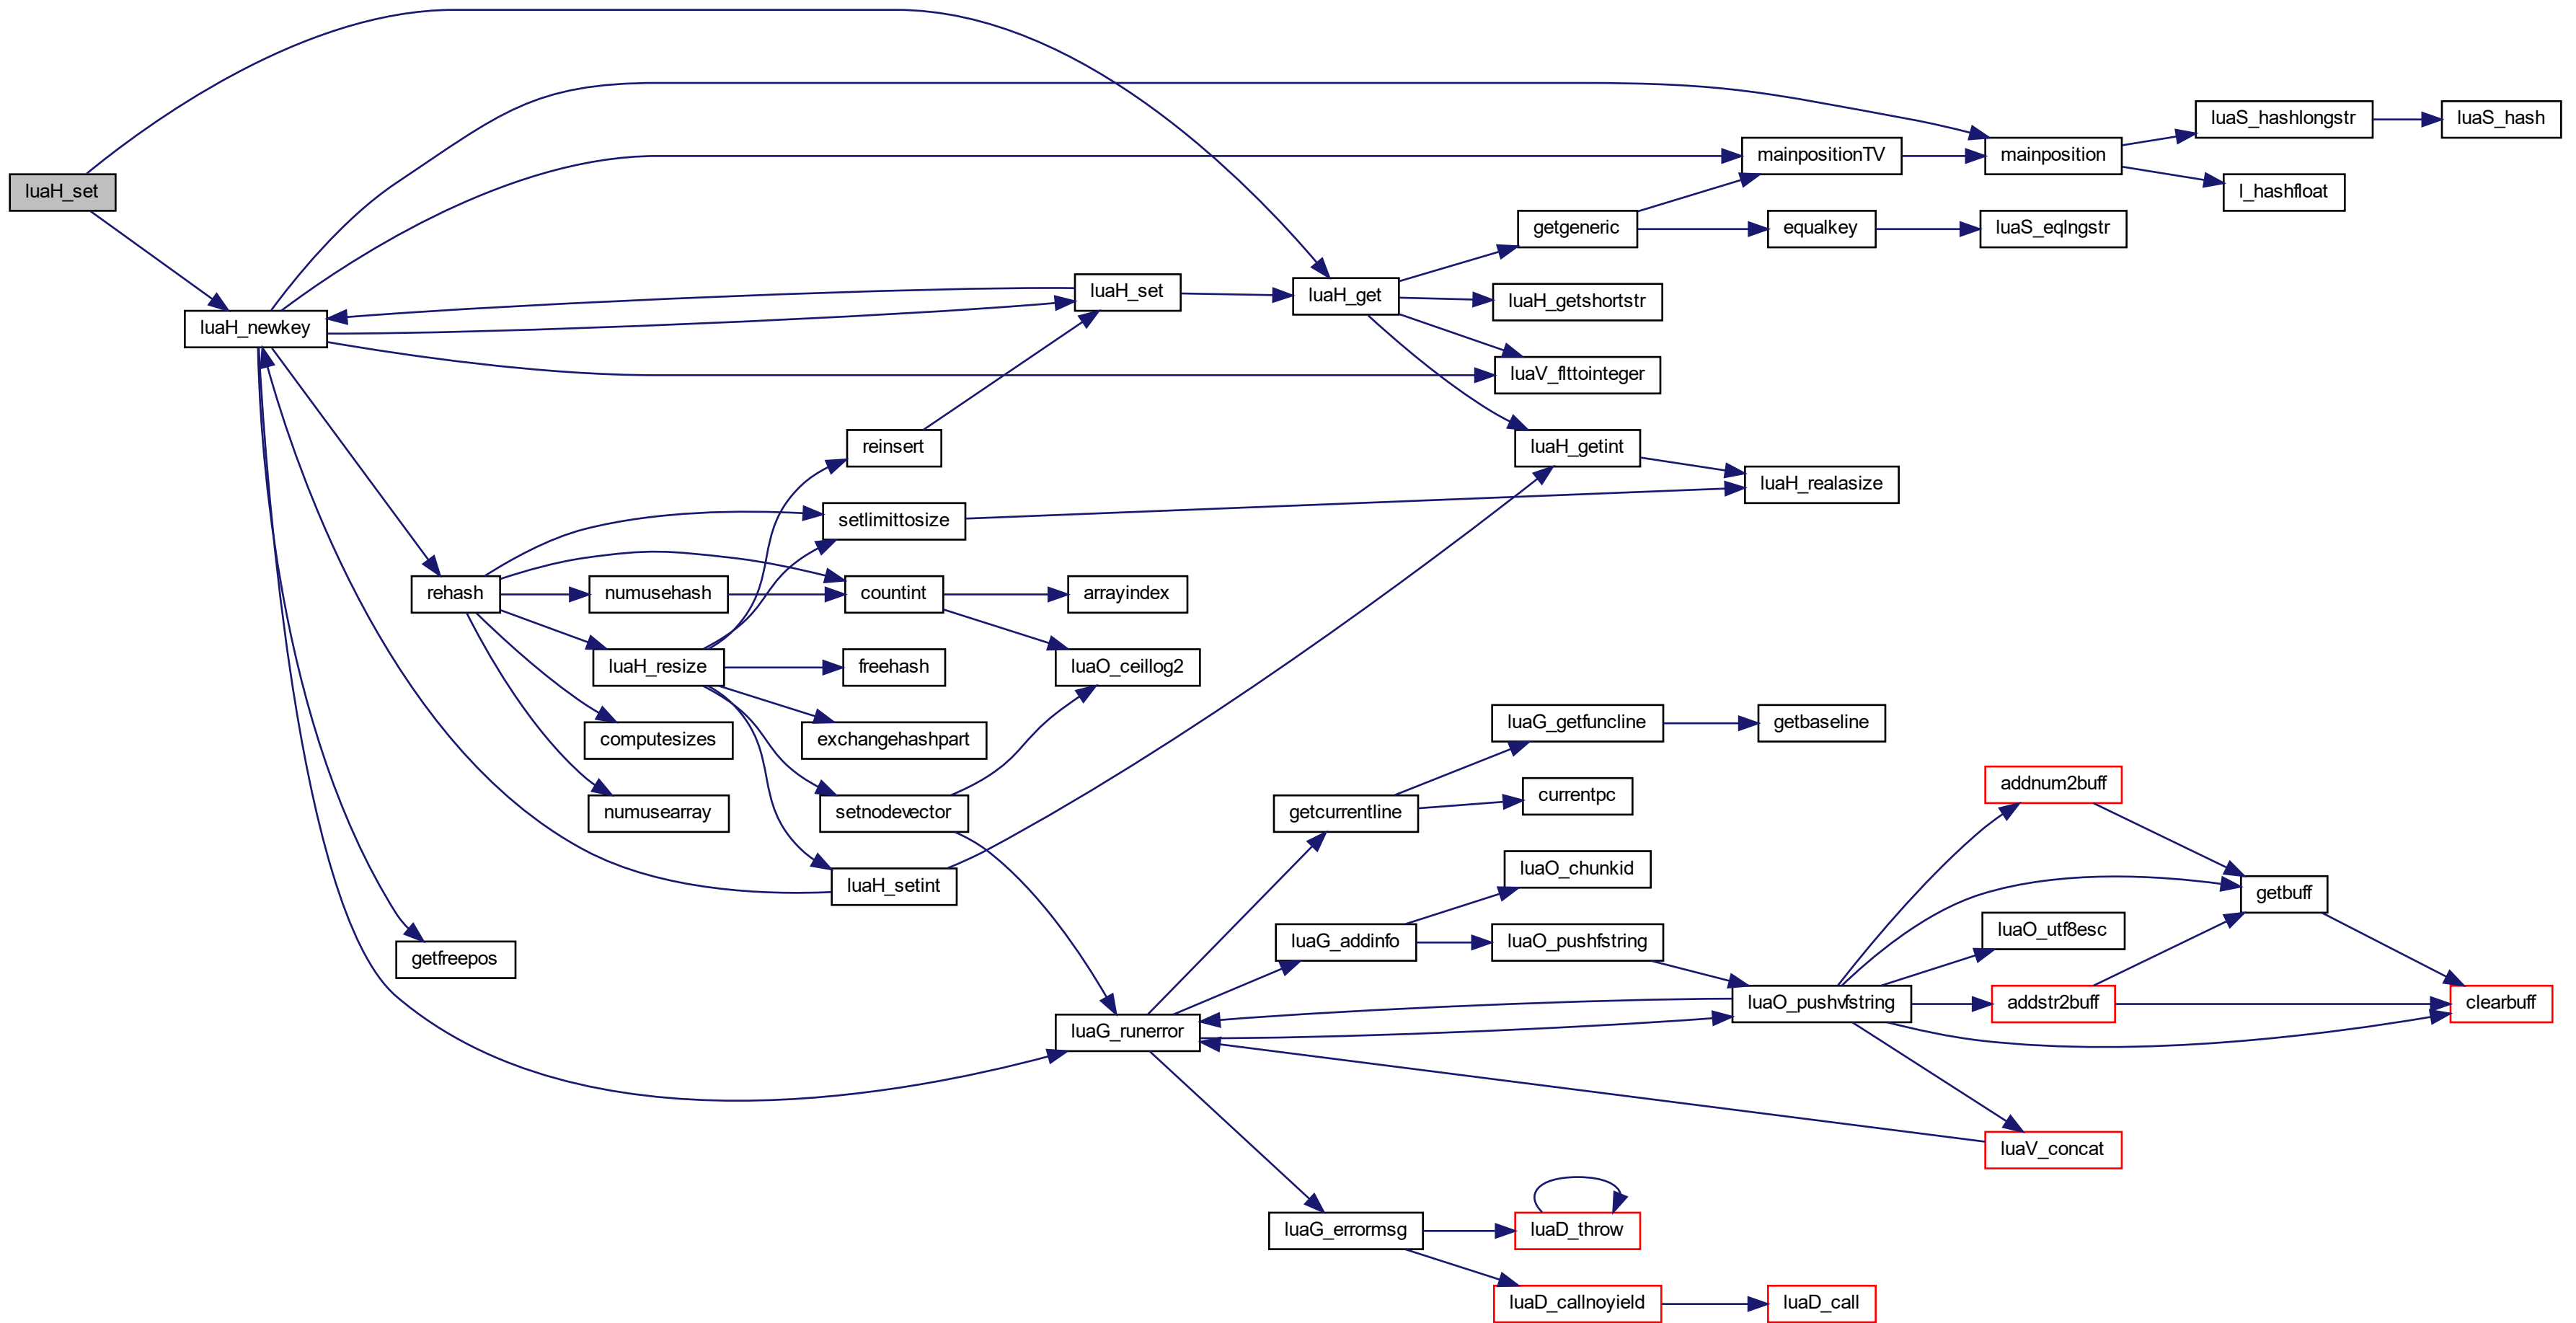 luaH_set
luaH_newkey
rehash
getfreepos
numusehash
luaH_resize
computesizes
numusearray
reinsert
setlimittosize
countint
freehash
exchangehashpart
setnodevector
luaH_setint
luaH_set
arrayindex
luaO_ceillog2
luaG_runerror
luaH_get
getcurrentline
luaG_addinfo
luaG_errormsg
getgeneric
luaH_getshortstr
luaV_flttointeger
luaH_getint
luaG_getfuncline
currentpc
luaO_chunkid
luaO_pushfstring
luaD_throw
luaD_callnoyield
mainpositionTV
equalkey
luaH_realasize
getbaseline
luaO_pushvfstring
luaD_call
mainposition
luaS_eqlngstr
addnum2buff
luaO_utf8esc
addstr2buff
luaV_concat
luaS_hashlongstr
l_hashfloat
getbuff
luaS_hash
clearbuff